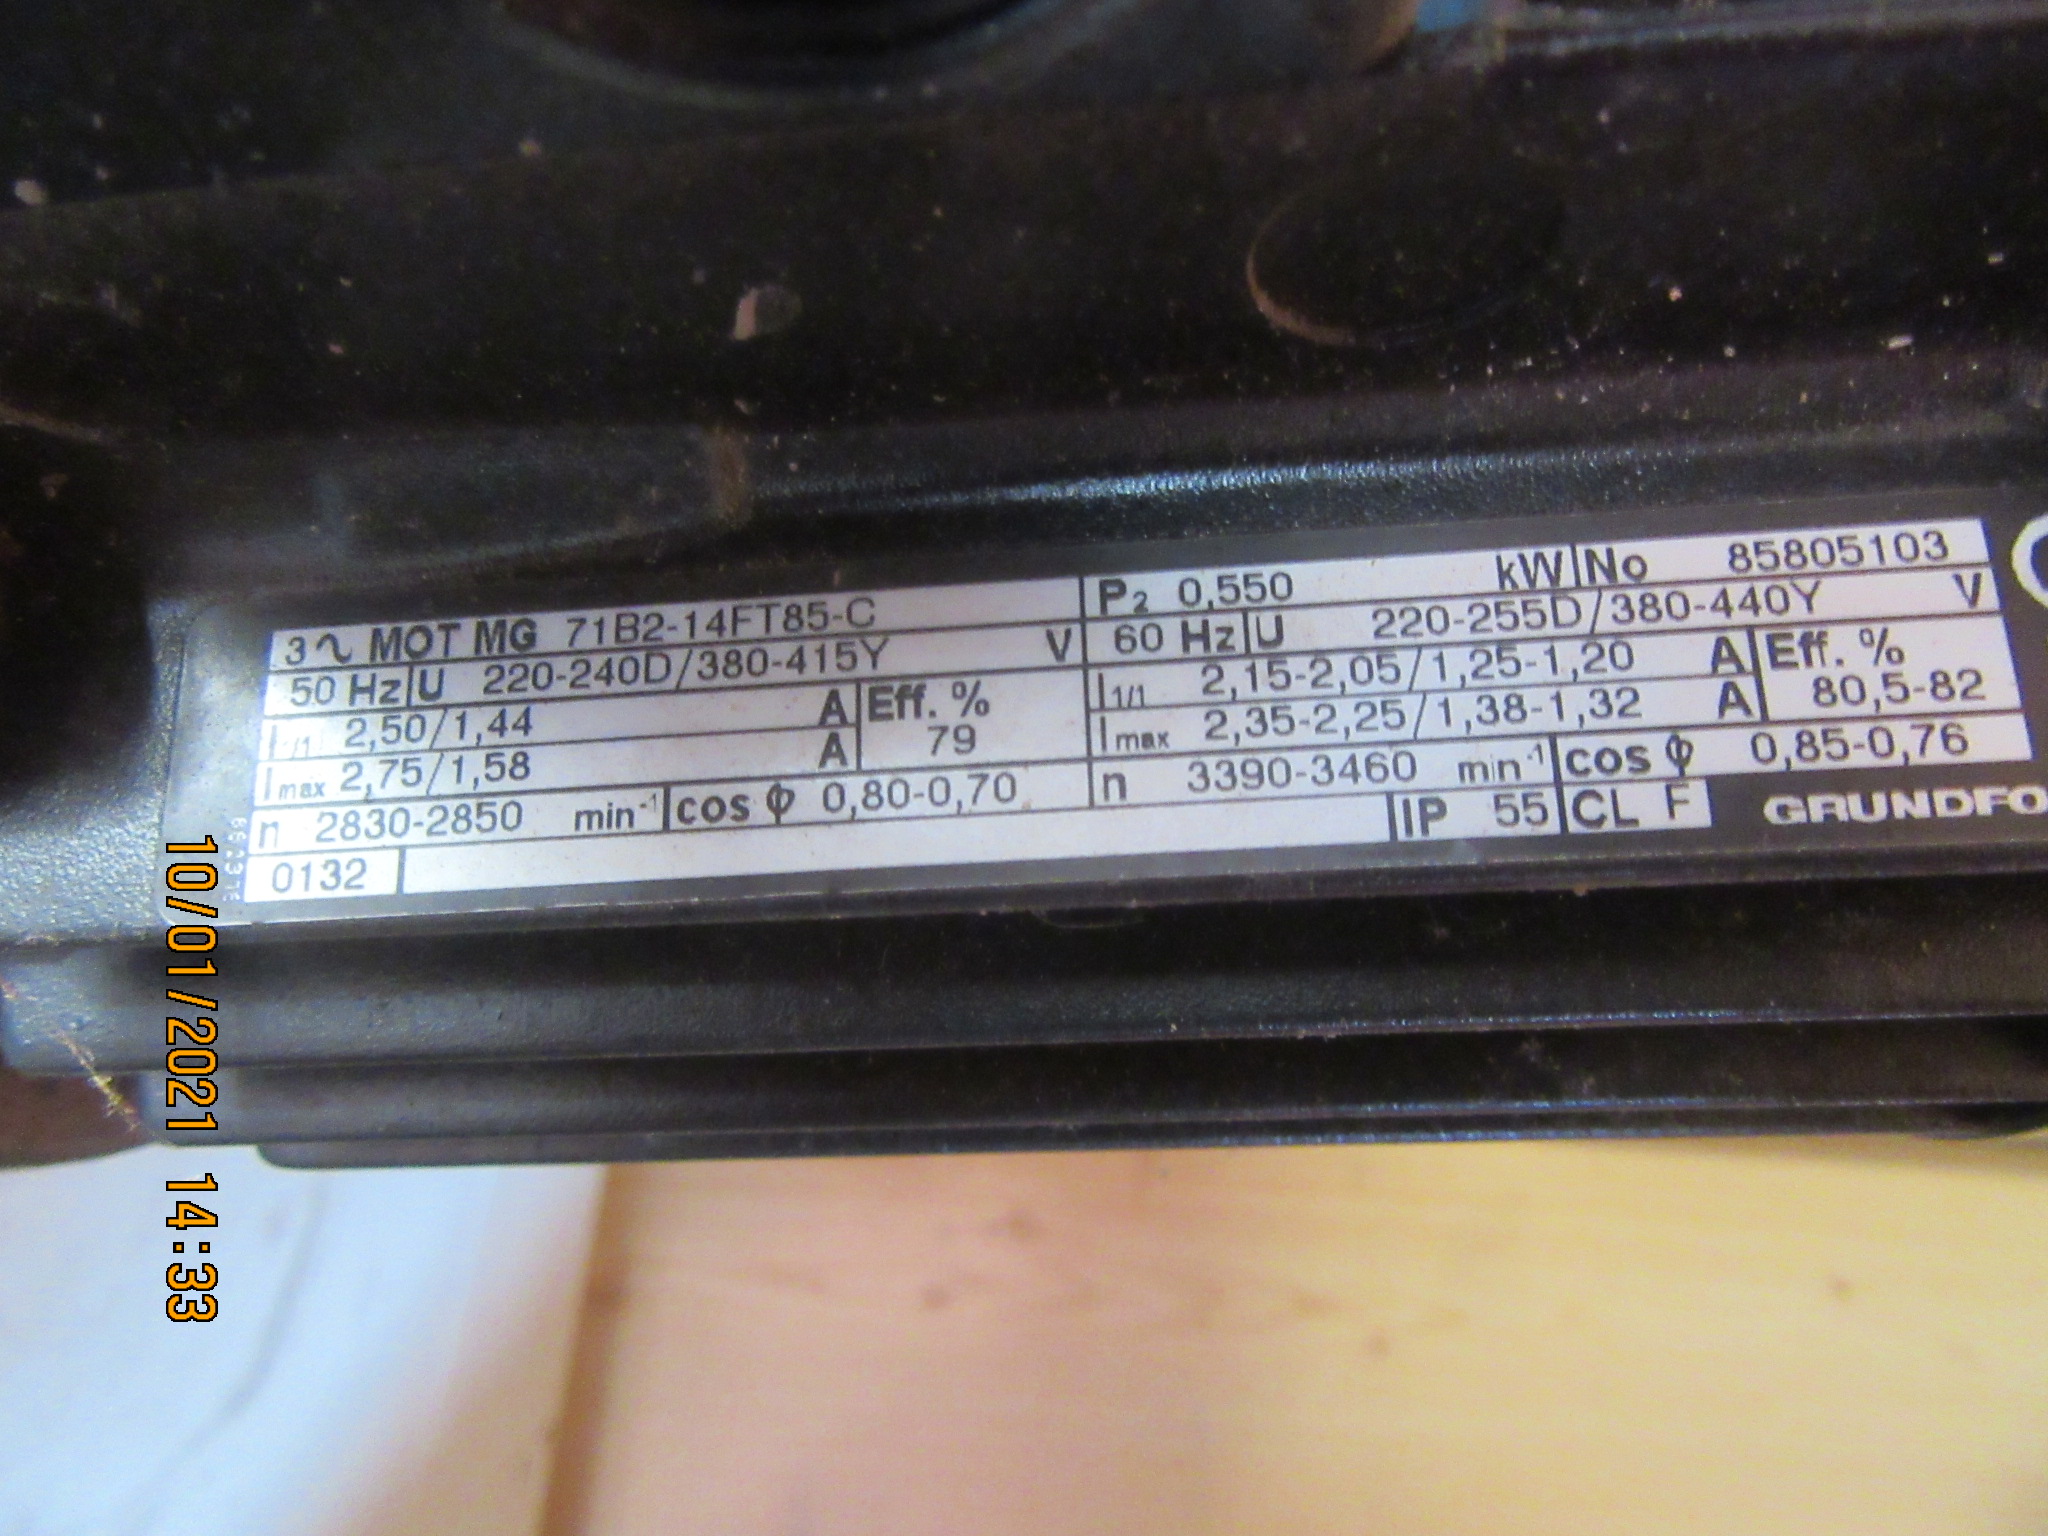 3∿ MOT MG 71B2-14FT85-C
P2 0,550 kW No 85805103
50 Hz U 220-240D/380-415Y V
60 Hz U 220-255D/380-440Y V
I1/1 2,50/1,44 A Eff. %
79
I1/1 2,15-2,05/1,25-1,20 A Eff. %
80,5-82
Imax 2,75/1,58 A
Imax 2,35-2,25/1,38-1,32 A
n 2830-2850 min-1 cos φ 0,80-0,70
n 3390-3460 min-1 cos φ 0,85-0,76
0132
IP 55 CL F
GRUNDFO
10/01/2021 14:33